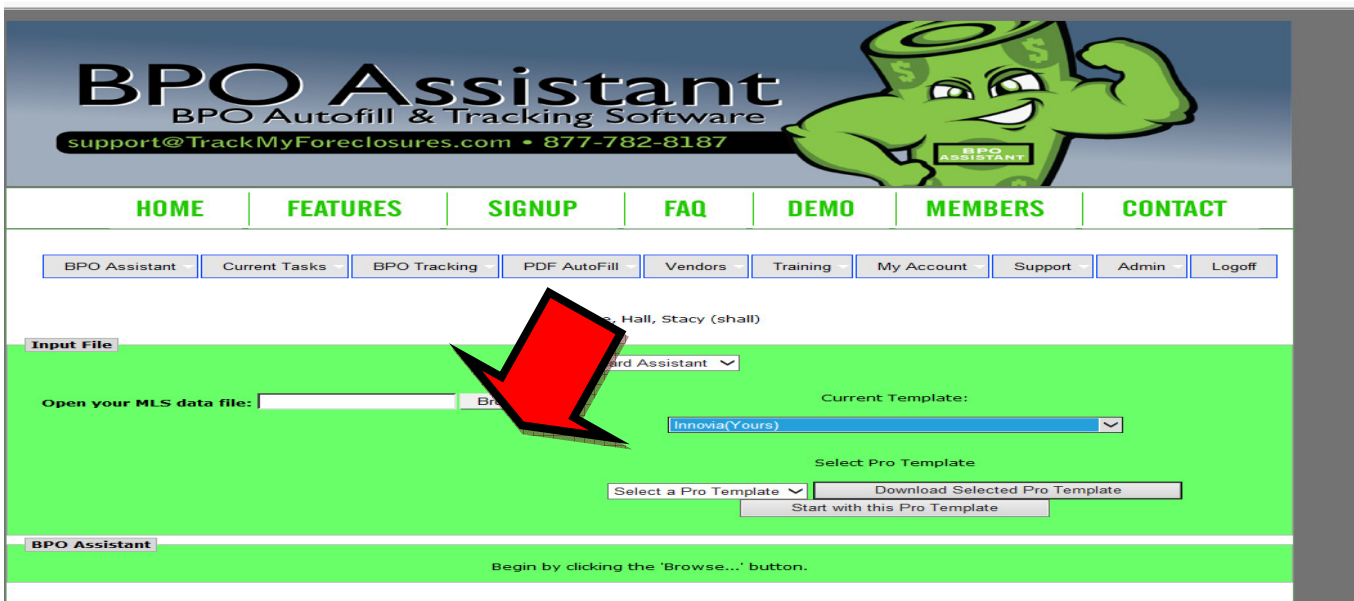 BPO Assistant
BPO Autofill & Tracking Software
support@TrackMyForeclosures.com • 877-782-8187
BPO
ASSISTANT
HOME FEATURES SIGNUP FAQ DEMO MEMBERS CONTACT
BPO Assistant Current Tasks BPO Tracking PDF AutoFill Vendors Training My Account Support Admin Logoff
Hall, Stacy (shall)
Input File
Assistant
Open your MLS data file:
Current Template:
Innovia(Yours)
Select Pro Template
Select a Pro Template Download Selected Pro Template
Start with this Pro Template
BPO Assistant
Begin by clicking the 'Browse...' button.